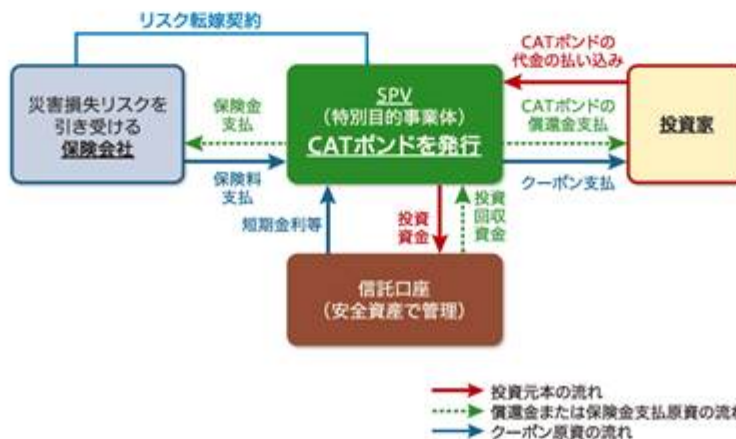 リスク転嫁契約
災害損失リスクを
引き受ける
保険会社
保険金
支払
保険料
支払
SPV
(特別目的事業体)
CATボンドを発行
CATボンドの
代金の払い込み
CATボンドの
償還金支払
クーポン支払
投資家
短期金利等
投資
資金
投資
回収
資金
信託口座
(安全資産で管理)
投資元本の流れ
償還金または保険金支払原資の流れ
クーポン原資の流れ